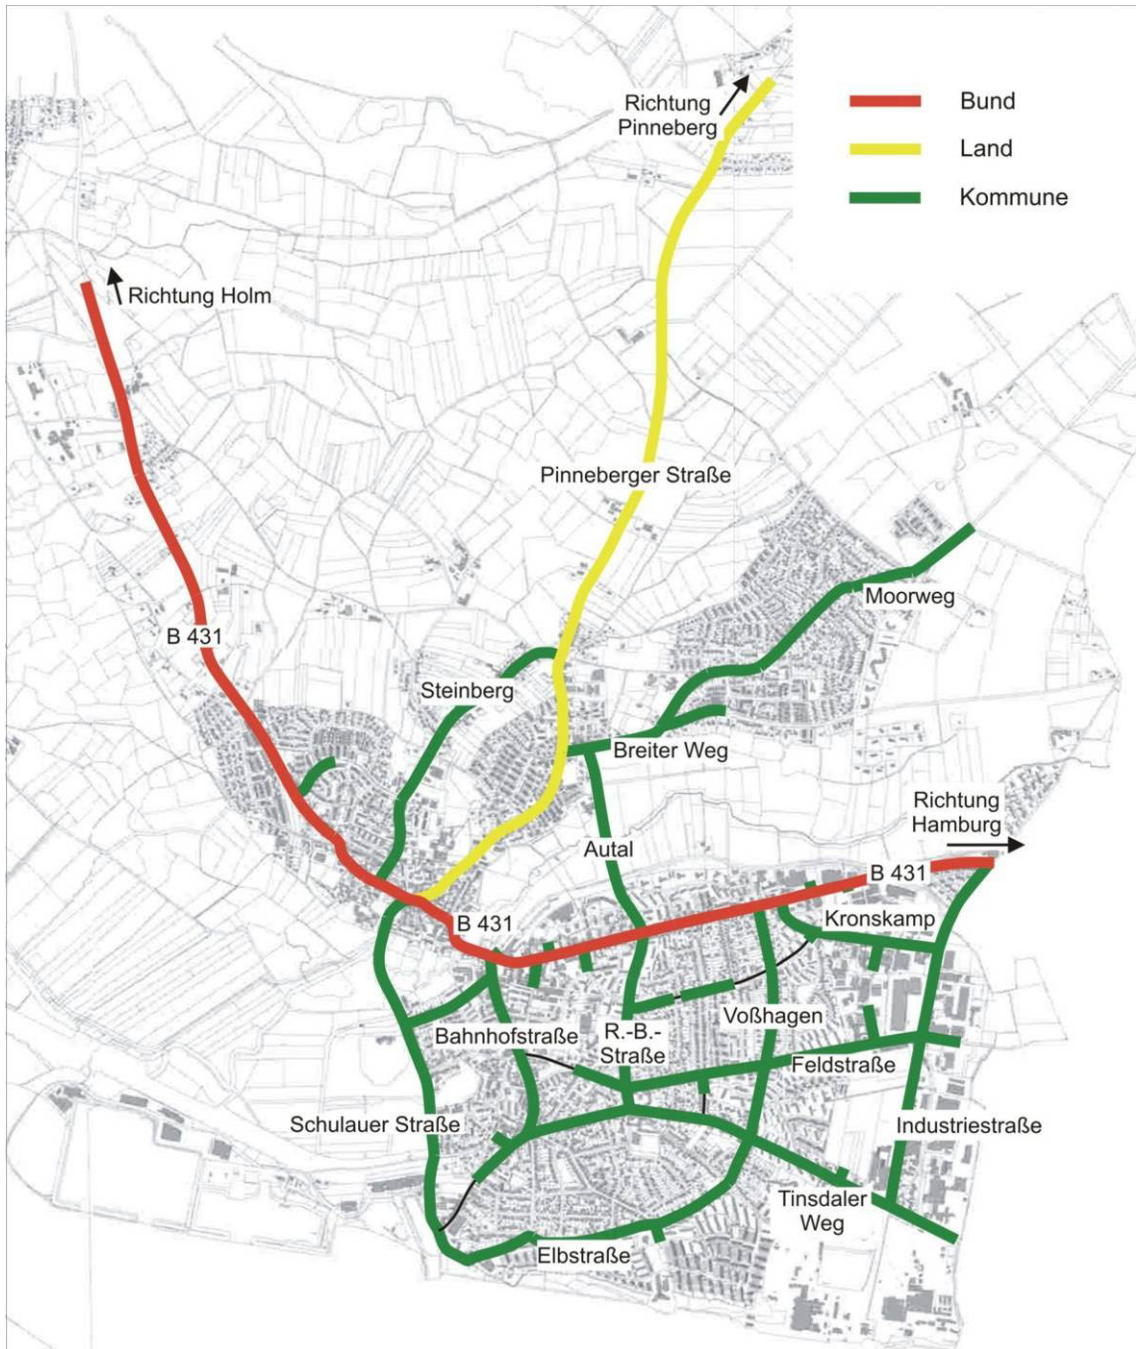 Richtung
Pinneberg
Bund
Land
Kommune
Richtung Holm
Pinneberger Straße
Moorweg
B 431
Steinberg
Breiter Weg
Richtung
Hamburg
Autal
B 431
Kronskamp
B 431
Voßhagen
Bahnhofstraße
R.-B.-
Straße
Feldstraße
Schulauer Straße
Industriestraße
Tinsdaler
Weg
Elbstraße